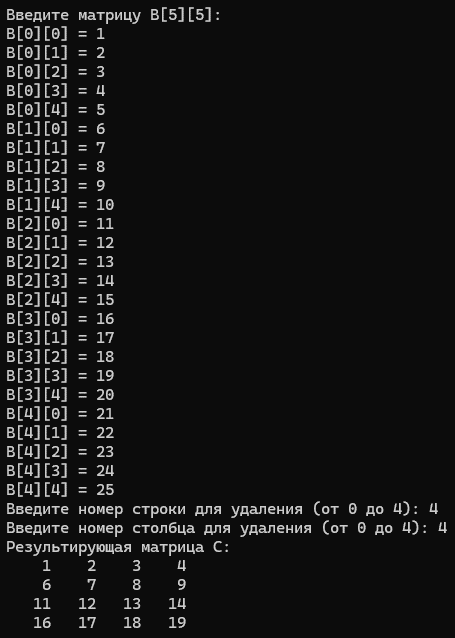 Введите матрицу B[5][5]:
B[0][0] = 1
B[0][1] = 2
B[0][2] = 3
B[0][3] = 4
B[0][4] = 5
B[1][0] = 6
B[1][1] = 7
B[1][2] = 8
B[1][3] = 9
B[1][4] = 10
B[2][0] = 11
B[2][1] = 12
B[2][2] = 13
B[2][3] = 14
B[2][4] = 15
B[3][0] = 16
B[3][1] = 17
B[3][2] = 18
B[3][3] = 19
B[3][4] = 20
B[4][0] = 21
B[4][1] = 22
B[4][2] = 23
B[4][3] = 24
B[4][4] = 25
Введите номер строки для удаления (от 0 до 4): 4
Введите номер столбца для удаления (от 0 до 4): 4
Результирующая матрица C:
   1   2   3   4
   6   7   8   9
  11  12  13  14
  16  17  18  19